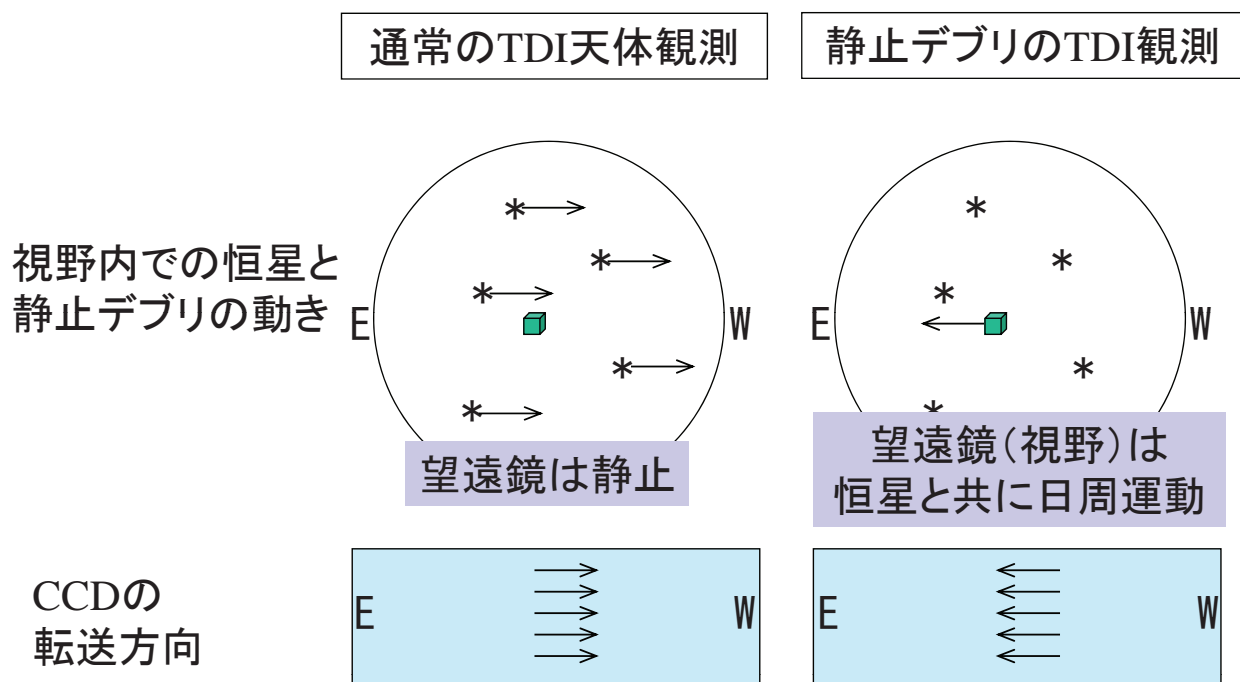 通常のTDI天体観測
静止デブリのTDI観測
視野内での恒星と
静止デブリの動き
E
W
E
W
望遠鏡は静止
望遠鏡(視野)は
恒星と共に日周運動
CCDの
転送方向
E
W
E
W